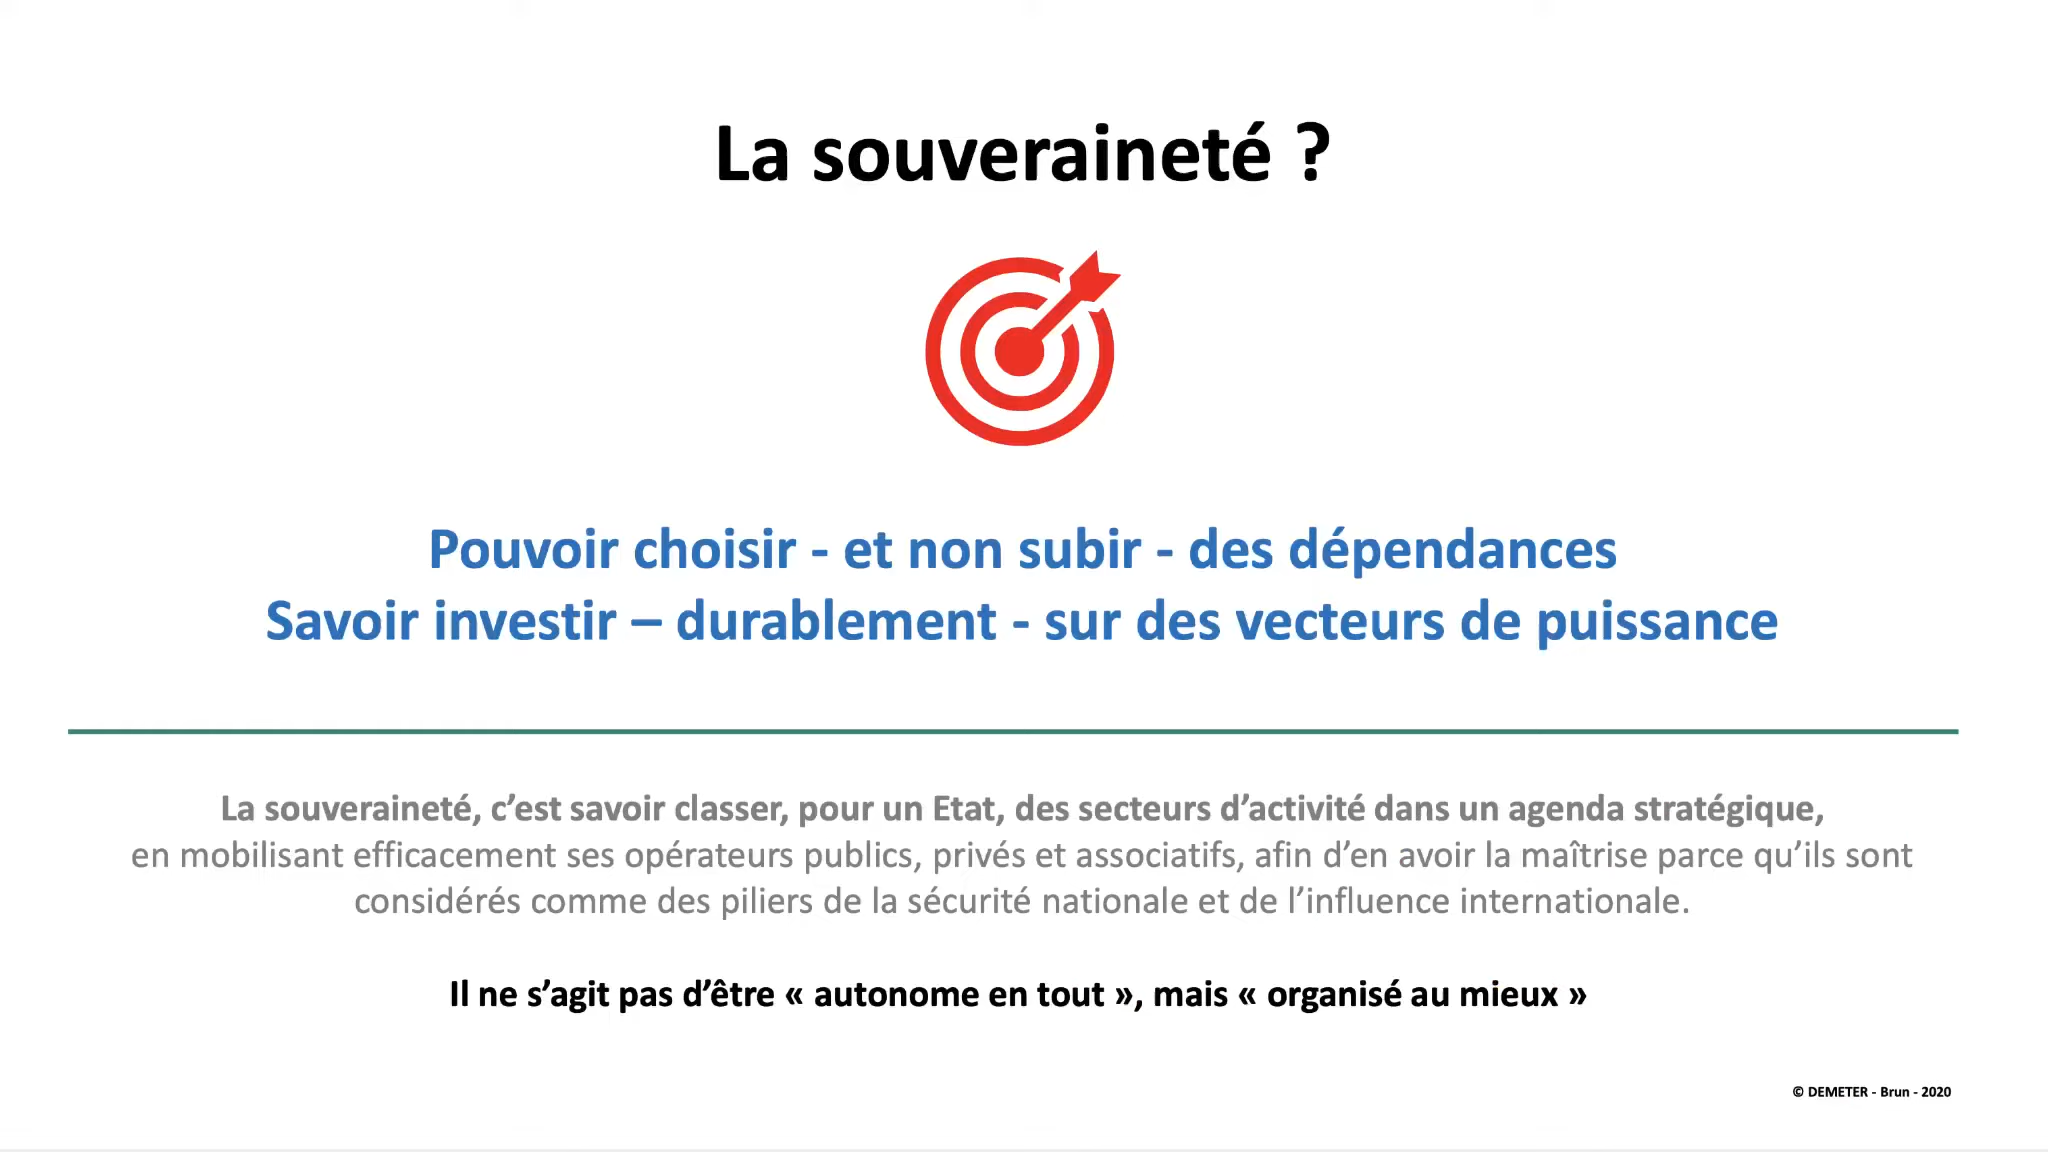 La souveraineté ?
Pouvoir choisir - et non subir - des dépendances
Savoir investir – durablement - sur des vecteurs de puissance
La souveraineté, c’est savoir classer, pour un Etat, des secteurs d’activité dans un agenda stratégique,
en mobilisant efficacement ses opérateurs publics, privés et associatifs, afin d’en avoir la maîtrise parce qu’ils sont
considérés comme des piliers de la sécurité nationale et de l’influence internationale.
Il ne s’agit pas d’être « autonome en tout », mais « organisé au mieux »
© DEMETER - Brun - 2020